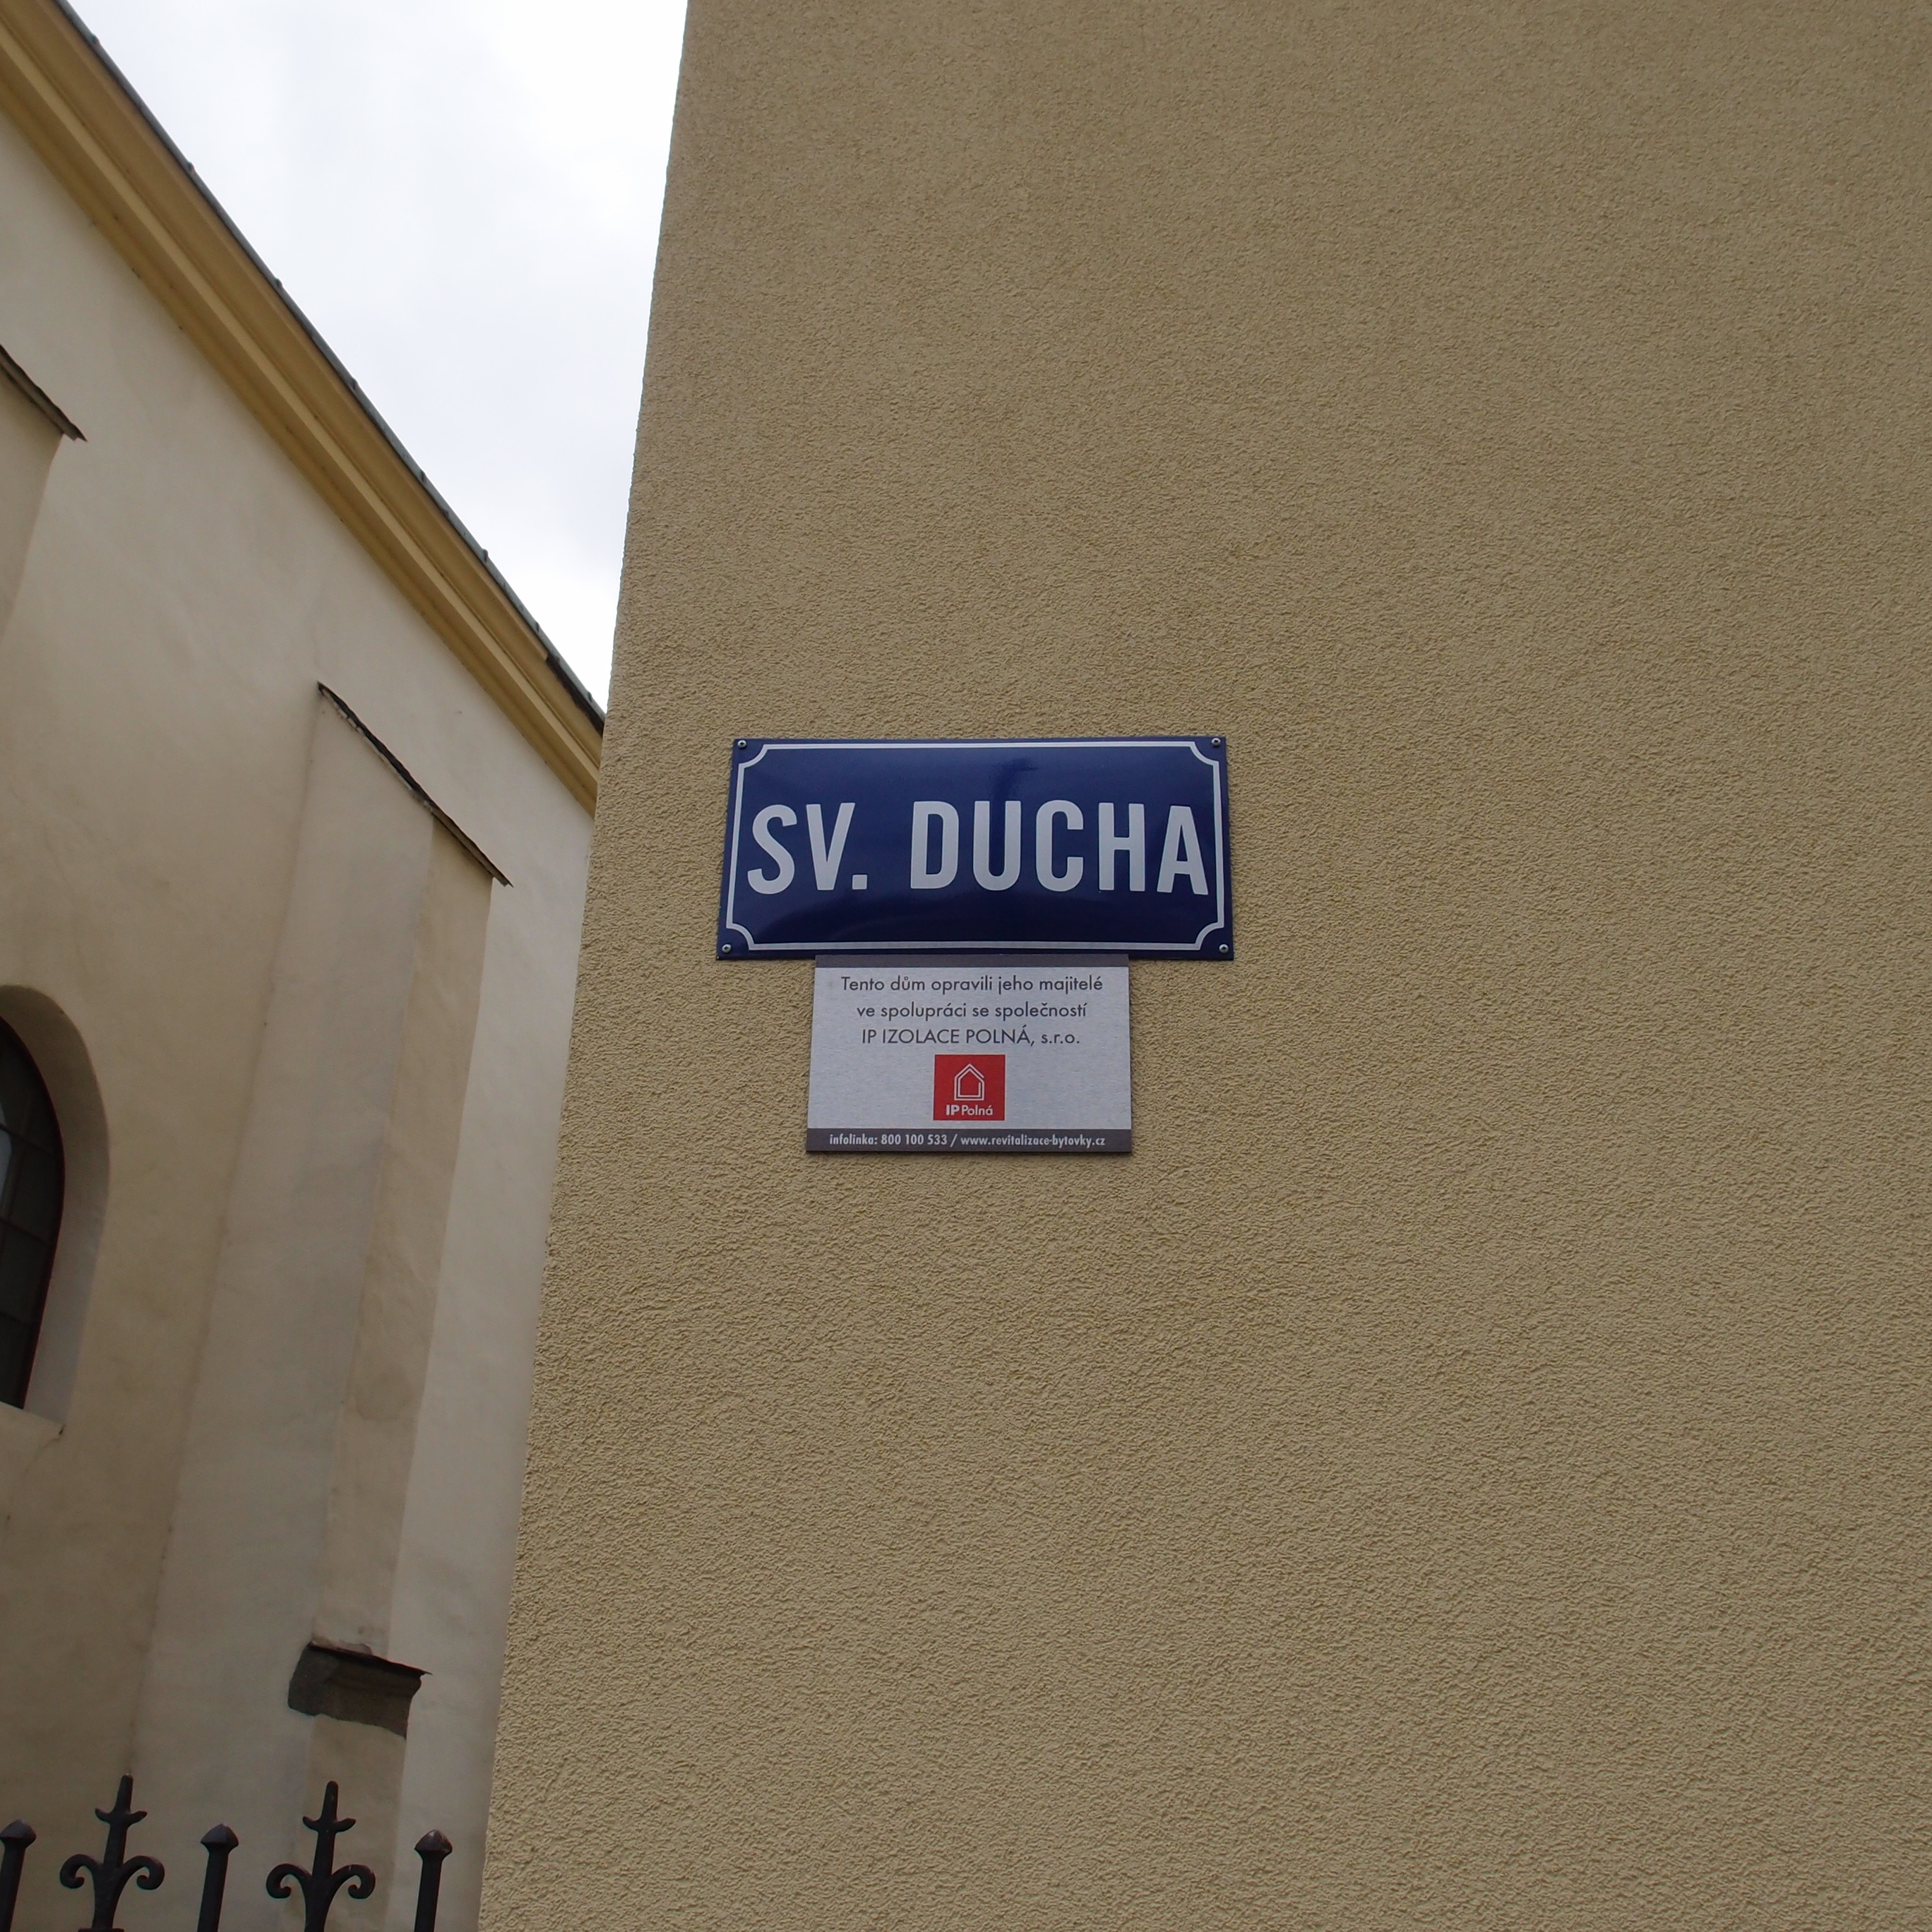 SV. DUCHA
Tento dům opravili jeho majitelé
ve spolupráci se společností
IP IZOLACE POLNÁ, s.r.o.
IP Polná
infolinka: 800 100 533 / www.revitalizace-bytovky.cz